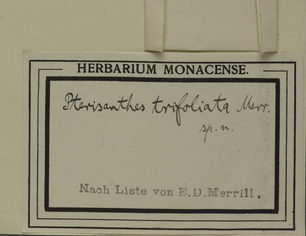 HERBARIUM MONACENSE.
Pterisanthes trifoliata Merr.
sp. n.
Nach Liste von E.D.Merrill.